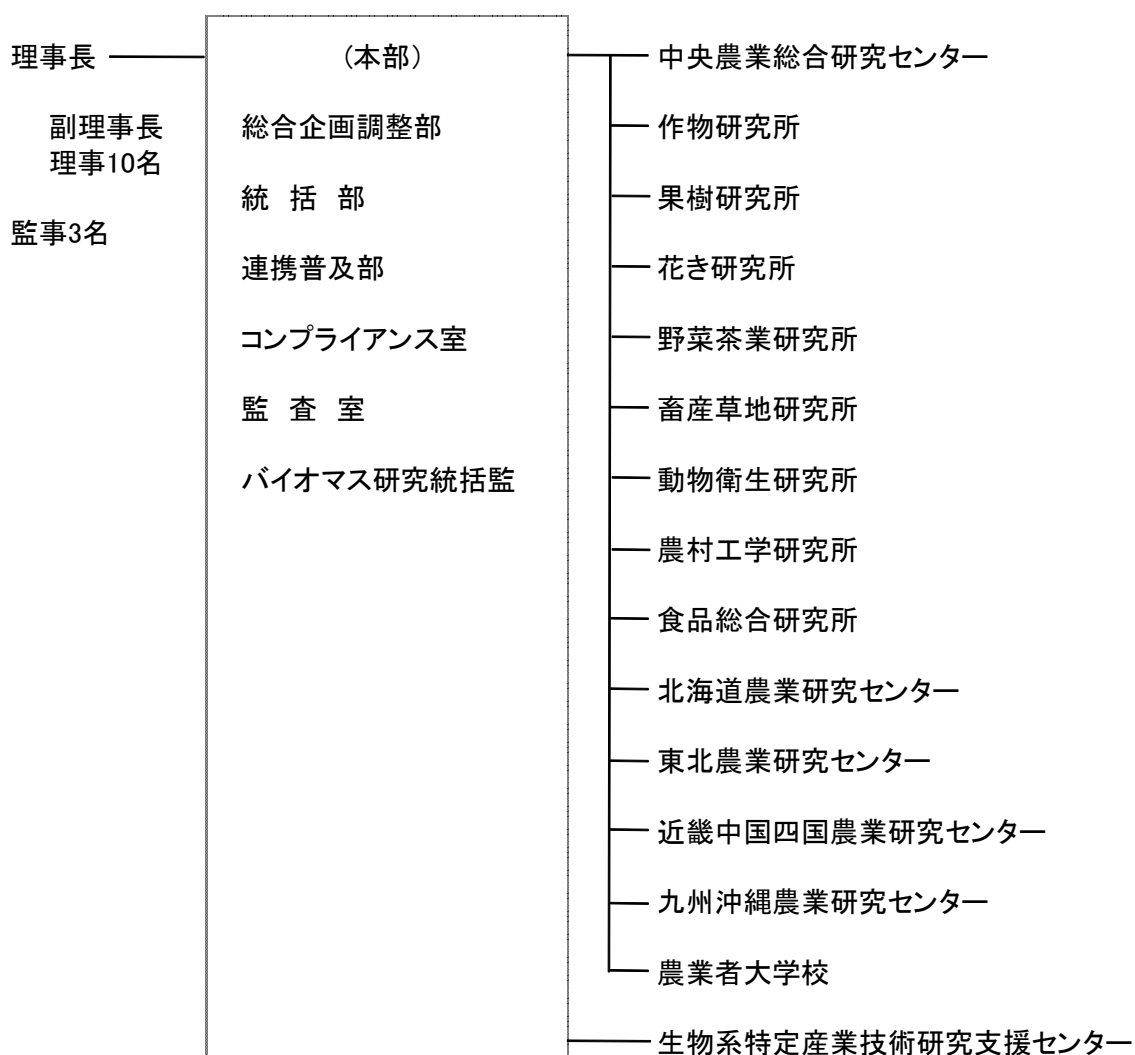 理事長
副理事長
理事10名
監事3名
(本部)
総合企画調整部
統 括 部
連携普及部
コンプライアンス室
監 査 室
バイオマス研究統括監
中央農業総合研究センター
作物研究所
果樹研究所
花き研究所
野菜茶業研究所
畜産草地研究所
動物衛生研究所
農村工学研究所
食品総合研究所
北海道農業研究センター
東北農業研究センター
近畿中国四国農業研究センター
九州沖縄農業研究センター
農業者大学校
生物系特定産業技術研究支援センター